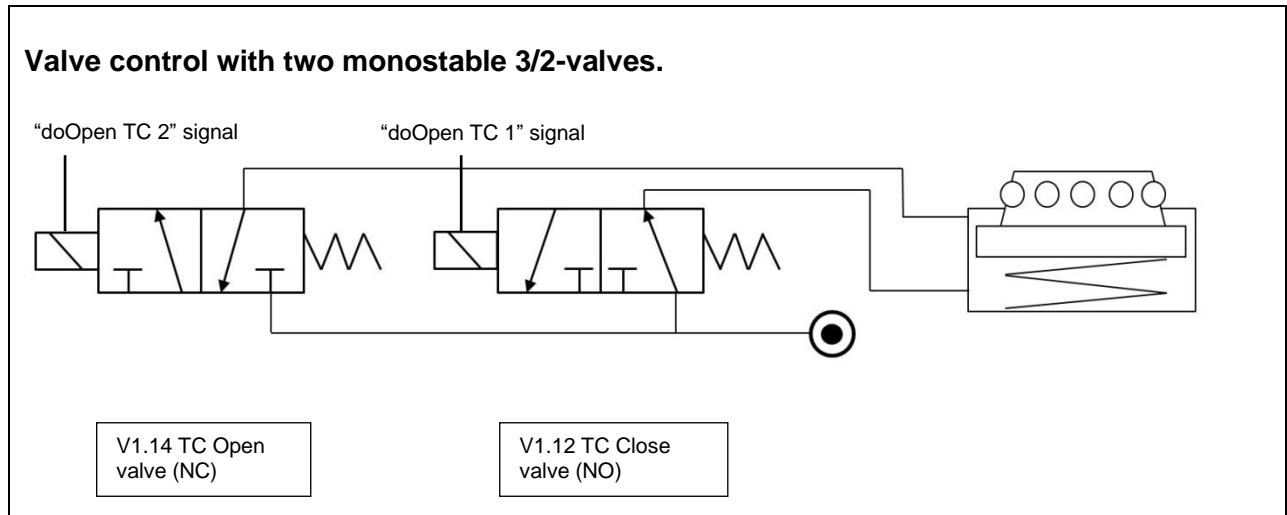 Valve control with two monostable 3/2-valves.
“doOpen TC 2” signal
“doOpen TC 1” signal
V1.14 TC Open
valve (NC)
V1.12 TC Close
valve (NO)